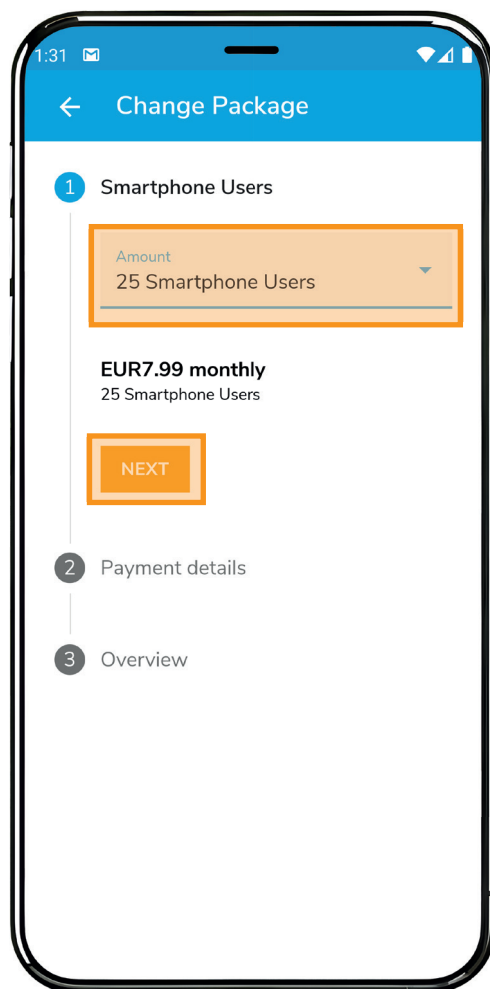 1:31
Change Package
1 Smartphone Users
Amount
25 Smartphone Users
EUR7.99 monthly
25 Smartphone Users
NEXT
2 Payment details
3 Overview